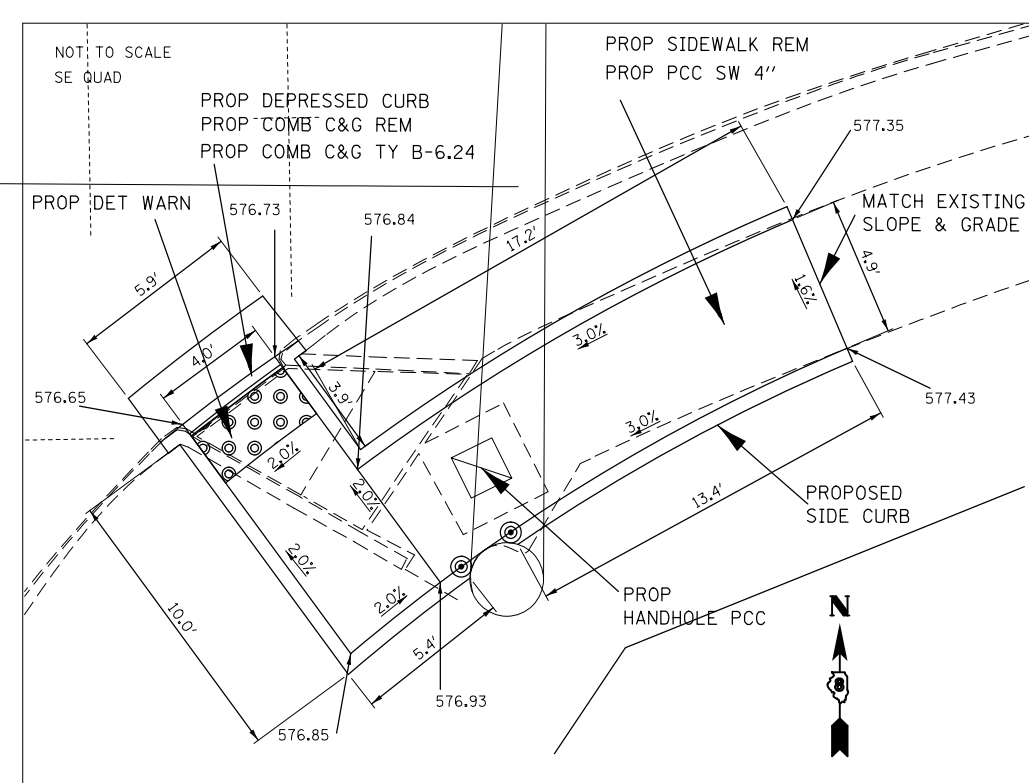 NOT TO SCALE
SE QUAD
PROP SIDEWALK REM
PROP PCC SW 4''
PROP DEPRESSED CURB
PROP COMB C&G REM
PROP COMB C&G TY B-6.24
577.35
PROP DET WARN
576.73
576.84
MATCH EXISTING
SLOPE & GRADE
17.2'
5.9'
4.9'
1.6%
3.0%
4.0'
3.9'
576.65
577.43
3.0%
2.0%
2.0%
13.4'
PROPOSED
SIDE CURB
2.0%
2.0%
10.0'
PROP
HANDHOLE PCC
5.4'
N
8
576.93
576.85